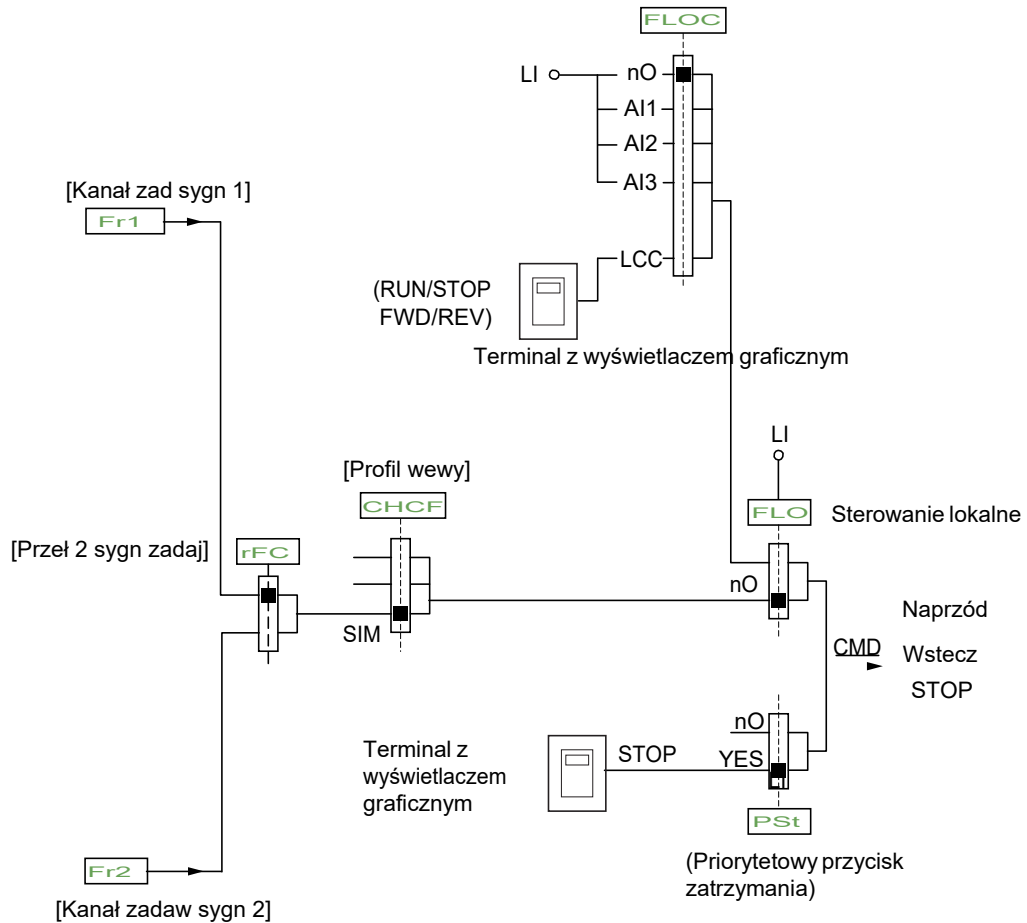 FLOC
LI
nO
AI1
AI2
AI3
[Kanał zad sygn 1]
Fr1
LCC
(RUN/STOP
FWD/REV)
Terminal z wyświetlaczem graficznym
LI
[Profil wewy]
CHCF
FLO
Sterowanie lokalne
[Przeł 2 sygn zadaj]
rFC
nO
SIM
Naprzód
CMD
Wstecz
STOP
nO
Terminal z
wyświetlaczem
graficznym
STOP
YES
PSt
(Priorytetowy przycisk
zatrzymania)
Fr2
[Kanał zadaw sygn 2]